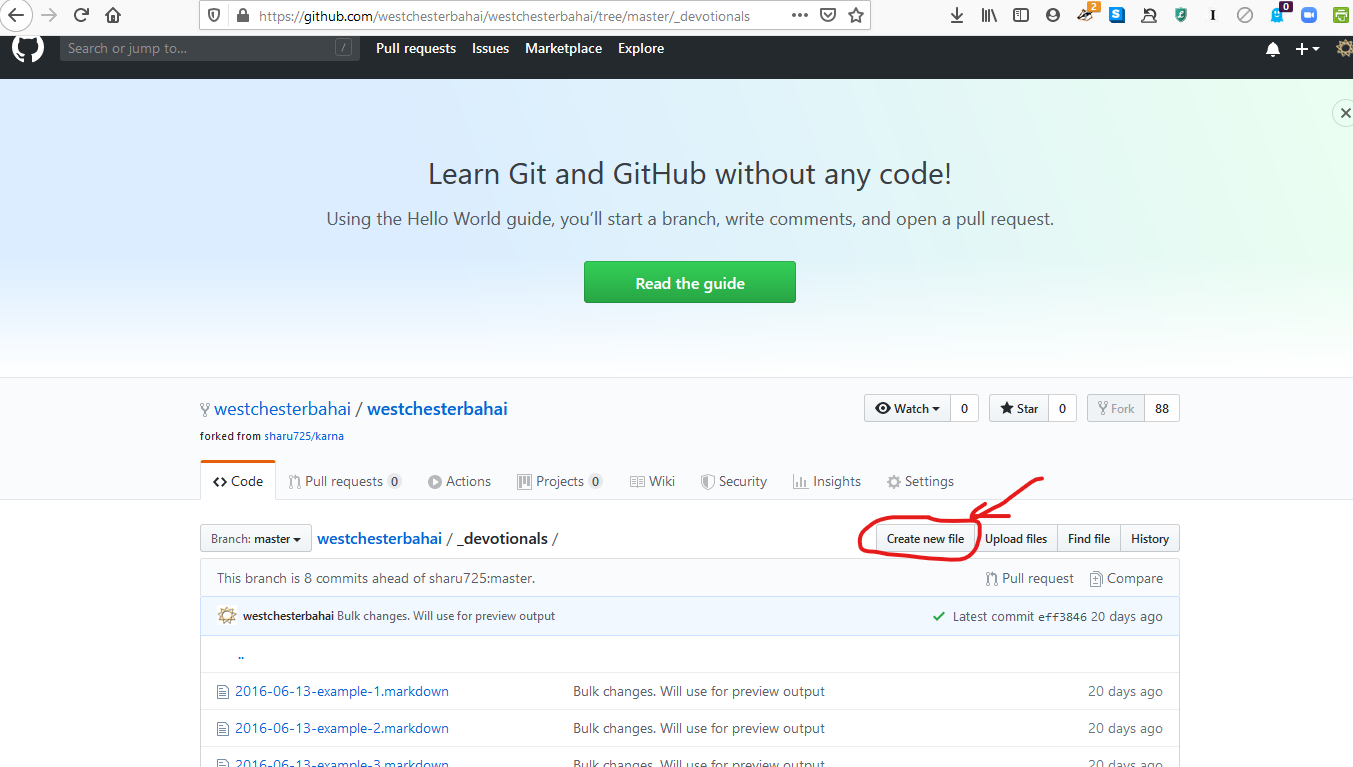 https://github.com/westchesterbahai/westchesterbahai/tree/master/_devotionals
2
S
0
Search or jump to...
/
Pull requests Issues Marketplace Explore
Learn Git and GitHub without any code!
Using the Hello World guide, you’ll start a branch, write comments, and open a pull request.
Read the guide
westchesterbahai / westchesterbahai
Watch 0 Star 0 Fork 88
forked from sharu725/karna
<> Code Pull requests 0 Actions Projects 0 Wiki Security Insights Settings
Branch: master westchesterbahai / _devotionals / Create new file Upload files Find file History
This branch is 8 commits ahead of sharu725:master. Pull request Compare
westchesterbahai Bulk changes. Will use for preview output Latest commit eff3846 20 days ago
..
2016-06-13-example-1.markdown Bulk changes. Will use for preview output 20 days ago
2016-06-13-example-2.markdown Bulk changes. Will use for preview output 20 days ago
2016-06-13-example-3.markdown Bulk changes. Will use for preview output 20 days ago